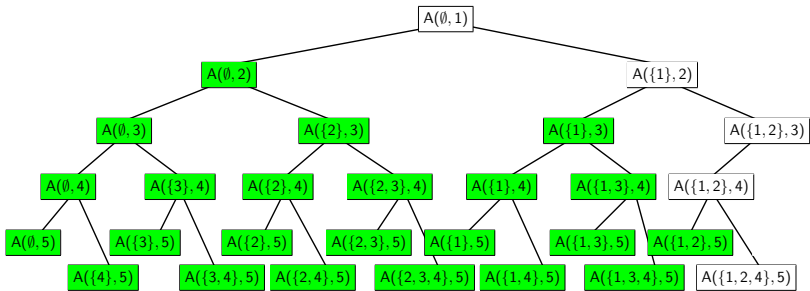 A(∅, 1)
A(∅, 2) A({1}, 2)
A(∅, 3) A({2}, 3) A({1}, 3) A({1, 2}, 3)
A(∅, 4) A({3}, 4) A({2}, 4) A({2, 3}, 4) A({1}, 4) A({1, 3}, 4) A({1, 2}, 4)
A(∅, 5) A({3}, 5) A({2}, 5) A({2, 3}, 5) A({1}, 5) A({1, 3}, 5) A({1, 2}, 5)
A({4}, 5) A({3, 4}, 5) A({2, 4}, 5) A({2, 3, 4}, 5) A({1, 4}, 5) A({1, 3, 4}, 5) A({1, 2, 4}, 5)